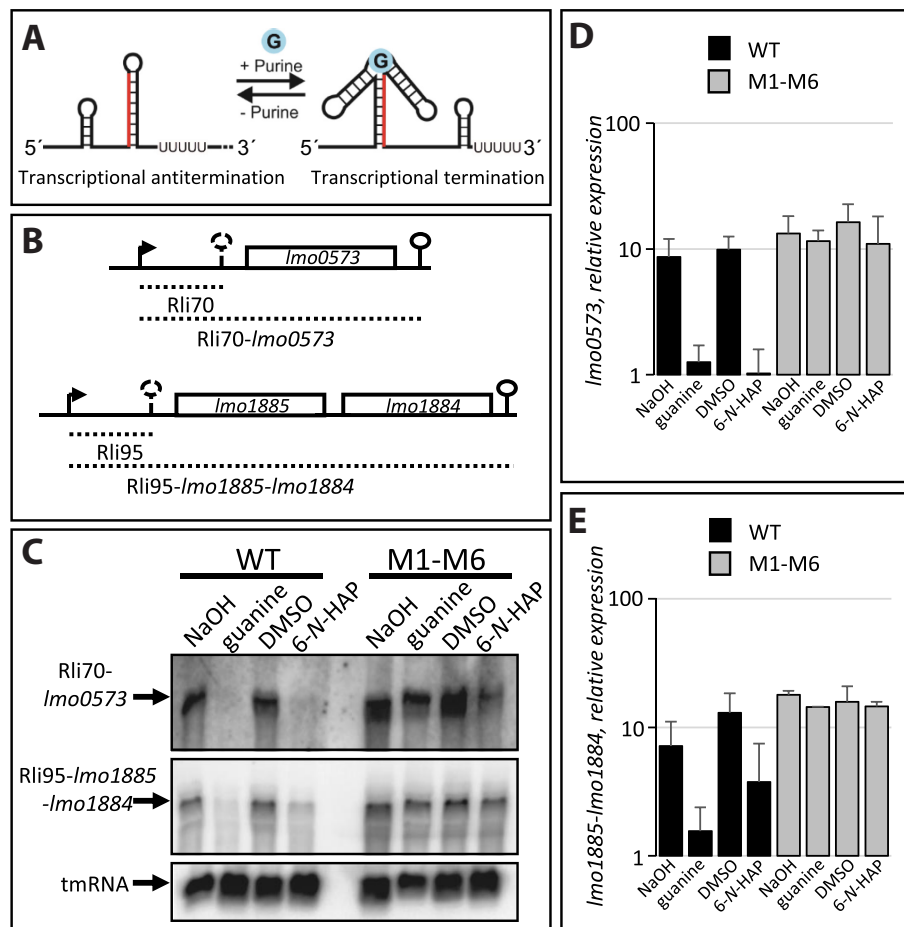 A
G
+ Purine
- Purine
G
5´
UUUUU
3´
5´
UUUUU
3´
Transcriptional antitermination
Transcriptional termination
B
lmo0573
Rli70
Rli70-lmo0573
lmo1885
lmo1884
Rli95
Rli95-lmo1885-lmo1884
C
WT
M1-M6
NaOH
guanine
DMSO
6-N-HAP
NaOH
guanine
DMSO
6-N-HAP
Rli70-
lmo0573
Rli95-lmo1885
-lmo1884
tmRNA
D
WT
M1-M6
lmo0573, relative expression
100
10
1
NaOH
guanine
DMSO
6-N-HAP
NaOH
guanine
DMSO
6-N-HAP
E
WT
M1-M6
lmo1885-lmo1884, relative expression
100
10
1
NaOH
guanine
DMSO
6-N-HAP
NaOH
guanine
DMSO
6-N-HAP